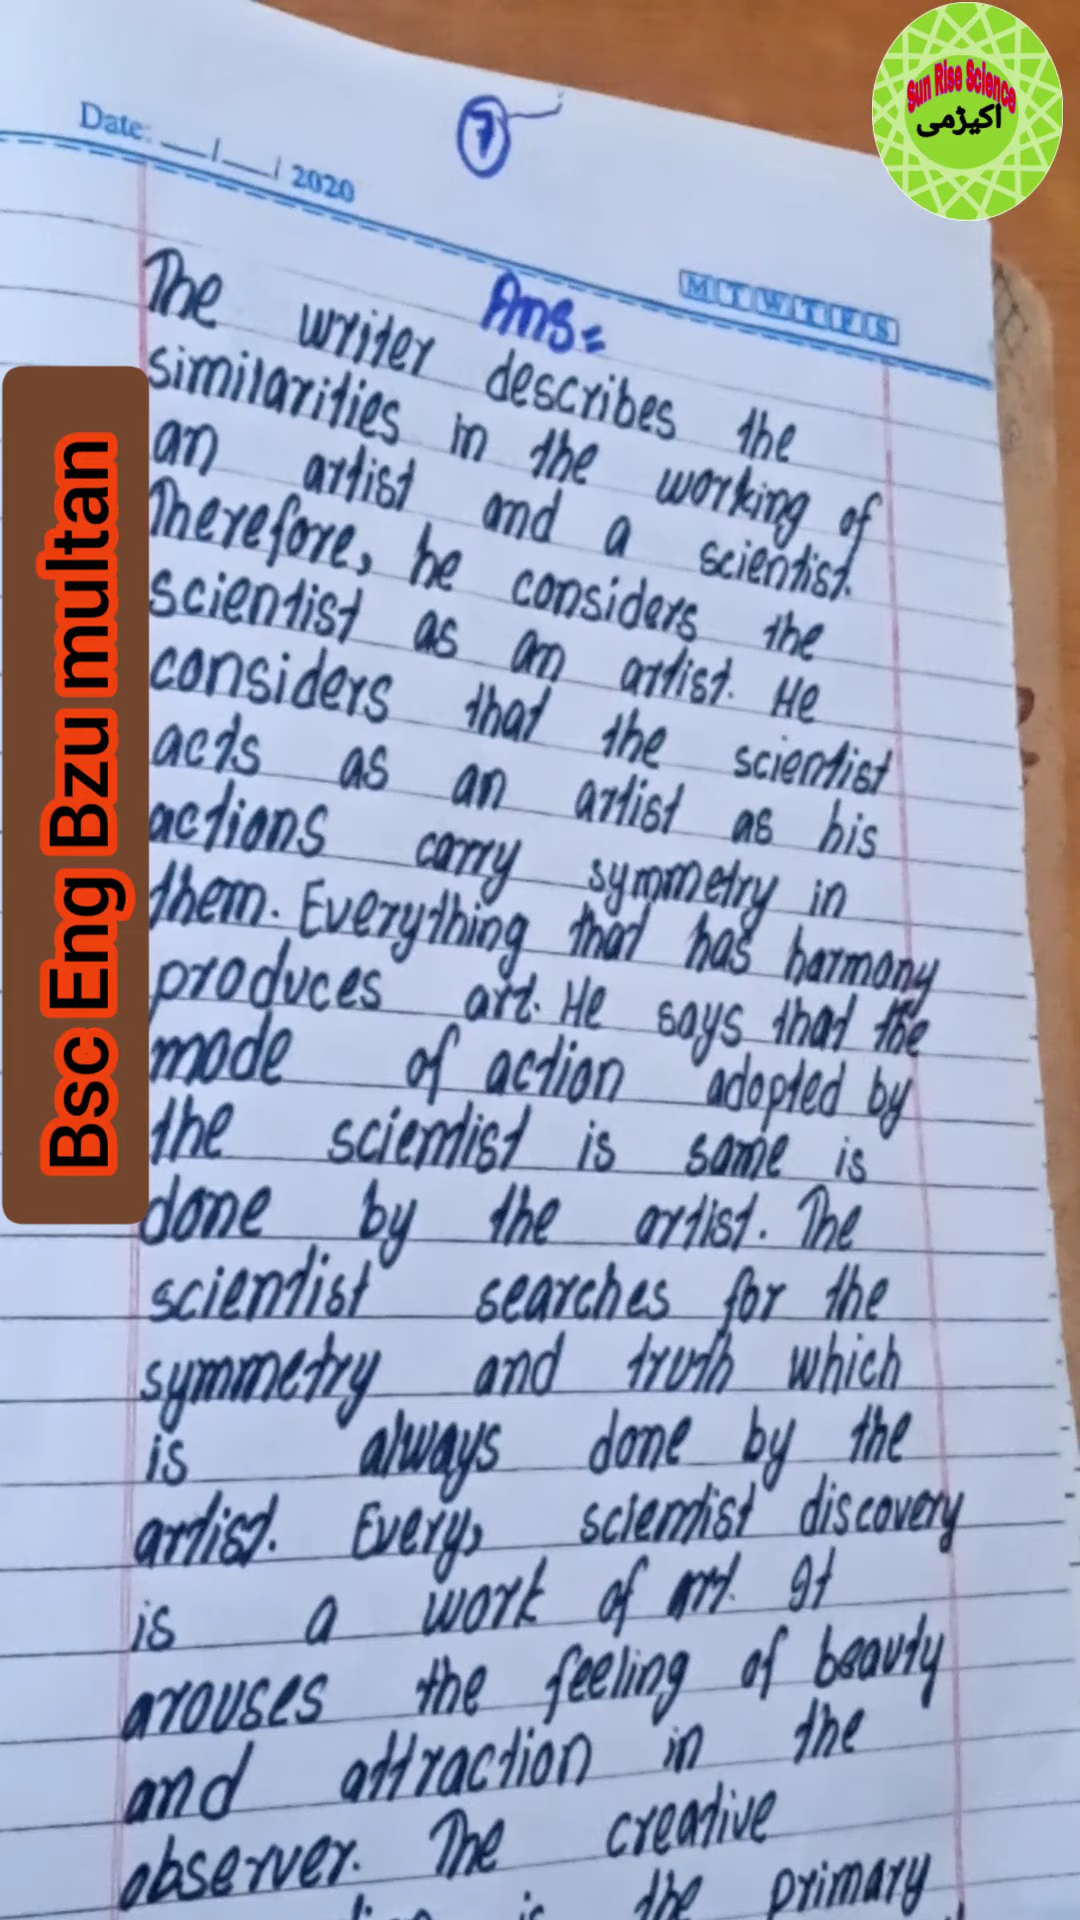 Sun Rise Science
اکیڑمی
7
Date: __/__/ 2020
M T W T F S
Ans=
The writer describes the
similarities in the working of
an artist and a scientist.
Therefore, he considers the
scientist as an artist. He
considers that the scientist
acts as an artist as his
actions carry symmetry in
them. Everything that has harmony
produces art. He says that the
mode of action adopted by
the scientist is same is
done by the artist. The
scientist searches for the
symmetry and truth which
is always done by the
artist. Every, scientist discovery
is a work of art. It
arouses the feeling of beauty
and attraction in the
observer. The creative
is the primary
Bsc Eng Bzu multan